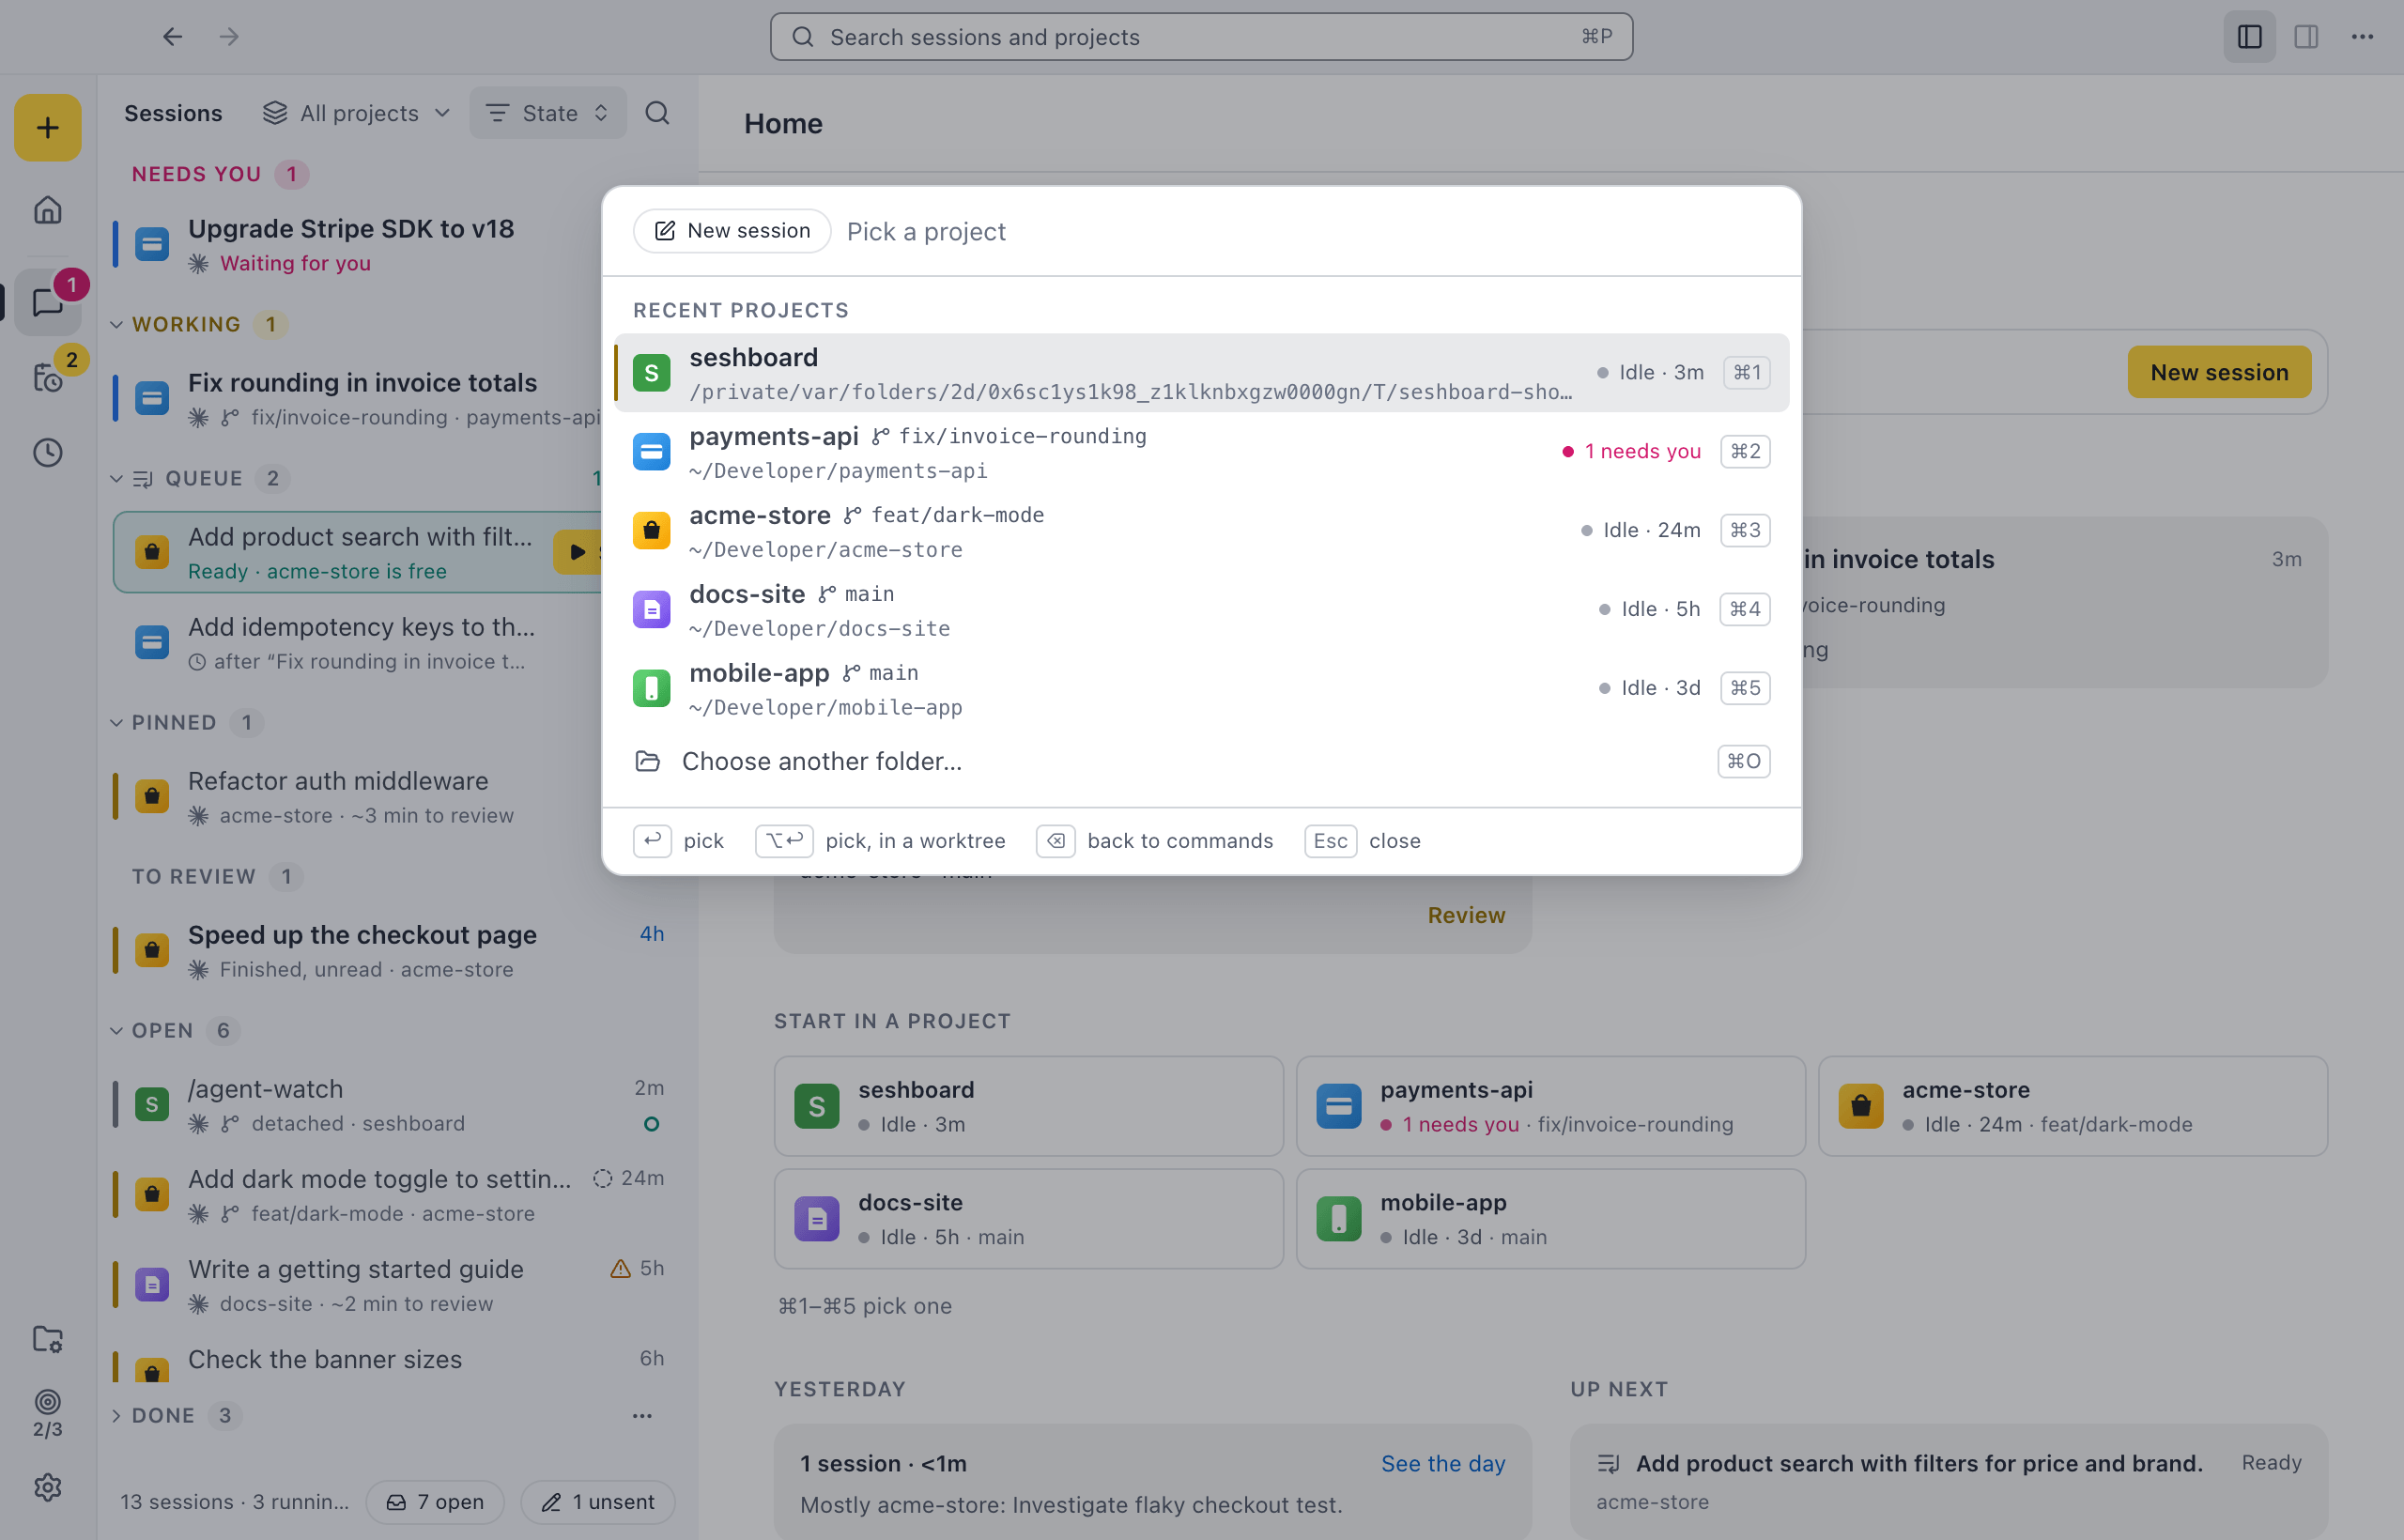 Search sessions and projects ⌘P
Sessions All projects State
Home
NEEDS YOU 1
Upgrade Stripe SDK to v18
Waiting for you
1
WORKING 1
2
Fix rounding in invoice totals
fix/invoice-rounding · payments-api
QUEUE 2 1
Add product search with filt...
Ready · acme-store is free
Add idempotency keys to th...
after “Fix rounding in invoice t...
PINNED 1
Refactor auth middleware
acme-store · ~3 min to review
TO REVIEW 1
Speed up the checkout page 4h
Finished, unread · acme-store
OPEN 6
S /agent-watch 2m
detached · seshboard
Add dark mode toggle to settin... 24m
feat/dark-mode · acme-store
Write a getting started guide 5h
docs-site · ~2 min to review
Check the banner sizes 6h
DONE 3
2/3
13 sessions · 3 runnin... 7 open 1 unsent
New session Pick a project
RECENT PROJECTS
S seshboard
/private/var/folders/2d/0x6sc1ys1k98_z1klknbxgzw0000gn/T/seshboard-sho…
Idle · 3m ⌘1
payments-api fix/invoice-rounding
~/Developer/payments-api
1 needs you ⌘2
acme-store feat/dark-mode
~/Developer/acme-store
Idle · 24m ⌘3
docs-site main
~/Developer/docs-site
Idle · 5h ⌘4
mobile-app main
~/Developer/mobile-app
Idle · 3d ⌘5
Choose another folder... ⌘O
pick ⌥ pick, in a worktree back to commands Esc close
New session
in invoice totals 3m
voice-rounding
ng
Review
START IN A PROJECT
S seshboard
Idle · 3m
payments-api
1 needs you · fix/invoice-rounding
acme-store
Idle · 24m · feat/dark-mode
docs-site
Idle · 5h · main
mobile-app
Idle · 3d · main
⌘1–⌘5 pick one
YESTERDAY
1 session · <1m See the day
Mostly acme-store: Investigate flaky checkout test.
UP NEXT
Add product search with filters for price and brand. Ready
acme-store